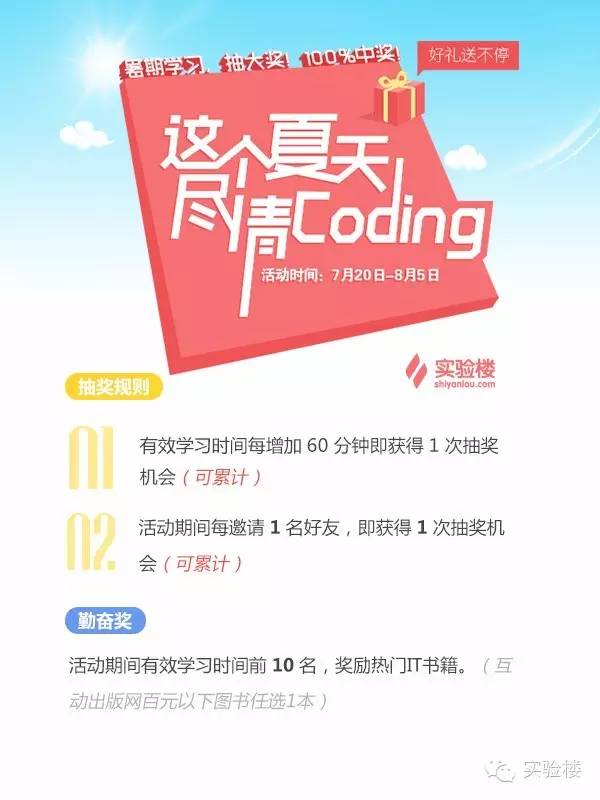 暑期学习，抽大奖！100%中奖！
好礼送不停
这个夏天
尽情Coding
活动时间：7月20日-8月5日
实验楼
shiyanlou.com
抽奖规则
01
有效学习时间每增加 60 分钟即获得 1 次抽奖
机会（可累计）
02.
活动期间每邀请 1 名好友，即获得 1 次抽奖机
会（可累计）
勤奋奖
活动期间有效学习时间前 10 名，奖励热门IT书籍。（互
动出版网百元以下图书任选1本）
实验楼